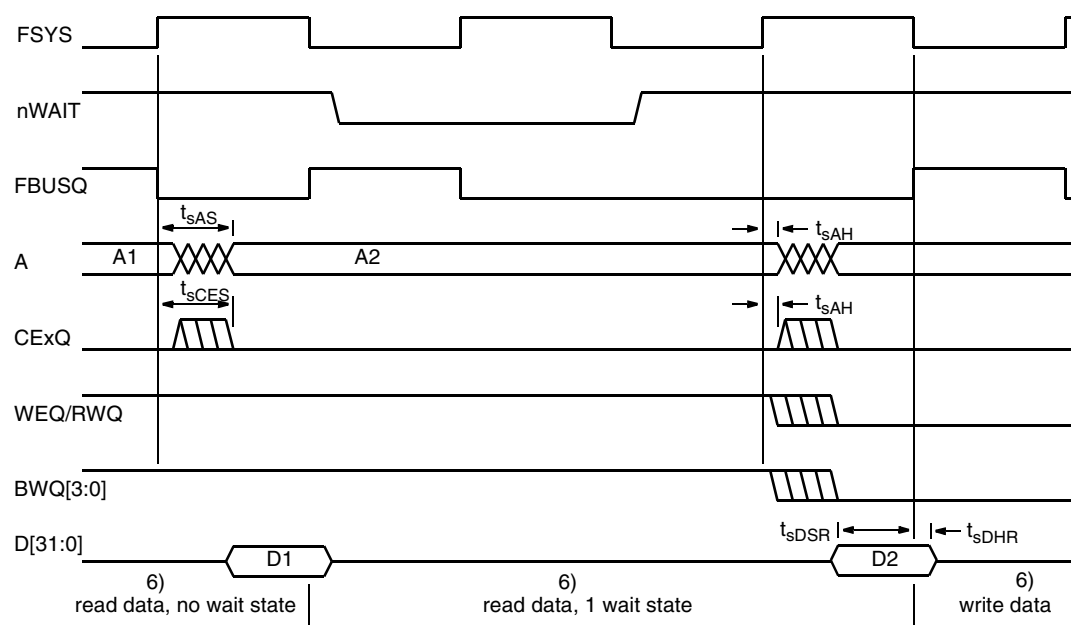 FSYS
nWAIT
FBUSQ
tsAS
tsAH
A
A1
A2
tsCES
tsAH
CExQ
WEQ/RWQ
BWQ[3:0]
tsDSR
tsDHR
D[31:0]
D1
D2
6)
6)
6)
read data, no wait state
read data, 1 wait state
write data